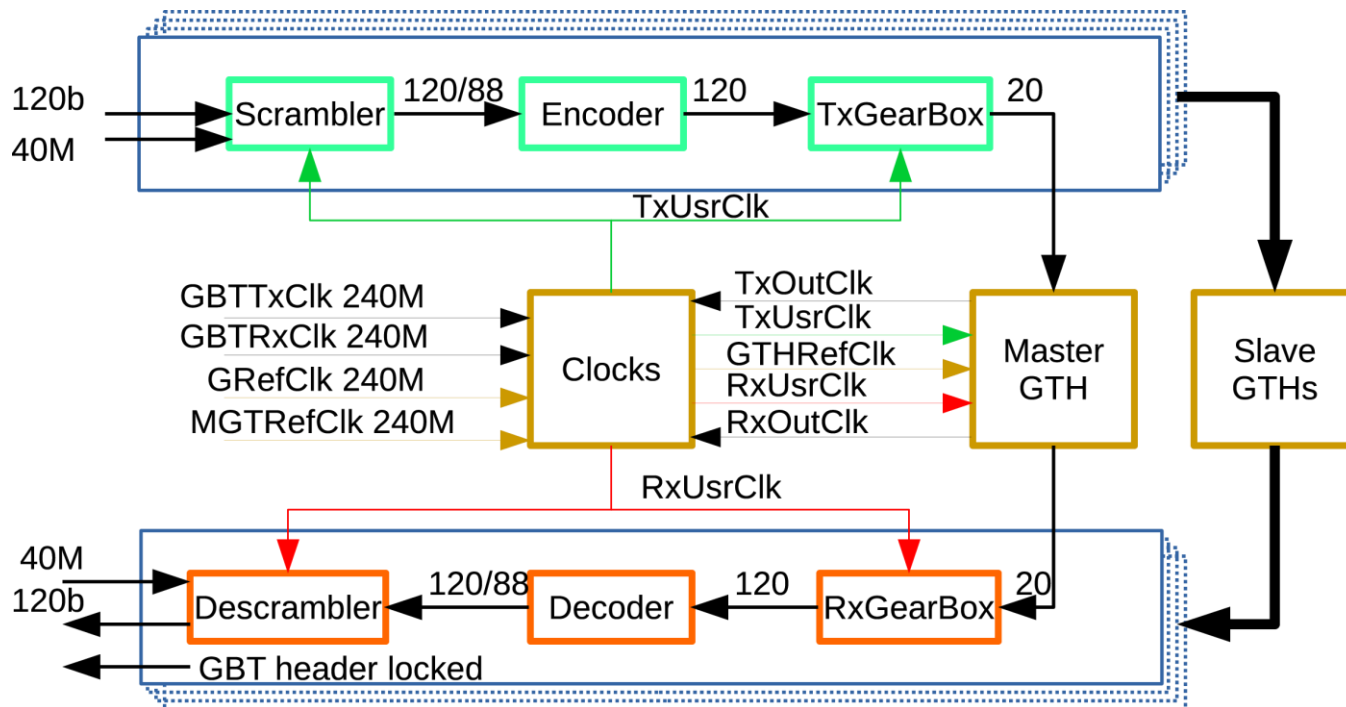 120b
40M
Scrambler
120/88
Encoder
120
TxGearBox
20
TxUsrClk
GBTTxClk 240M
GBTRxClk 240M
GRefClk 240M
MGTRefClk 240M
Clocks
TxOutClk
TxUsrClk
GTHRefClk
RxUsrClk
RxOutClk
Master
GTH
Slave
GTHs
RxUsrClk
40M
120b
Descrambler
120/88
Decoder
120
RxGearBox
20
GBT header locked